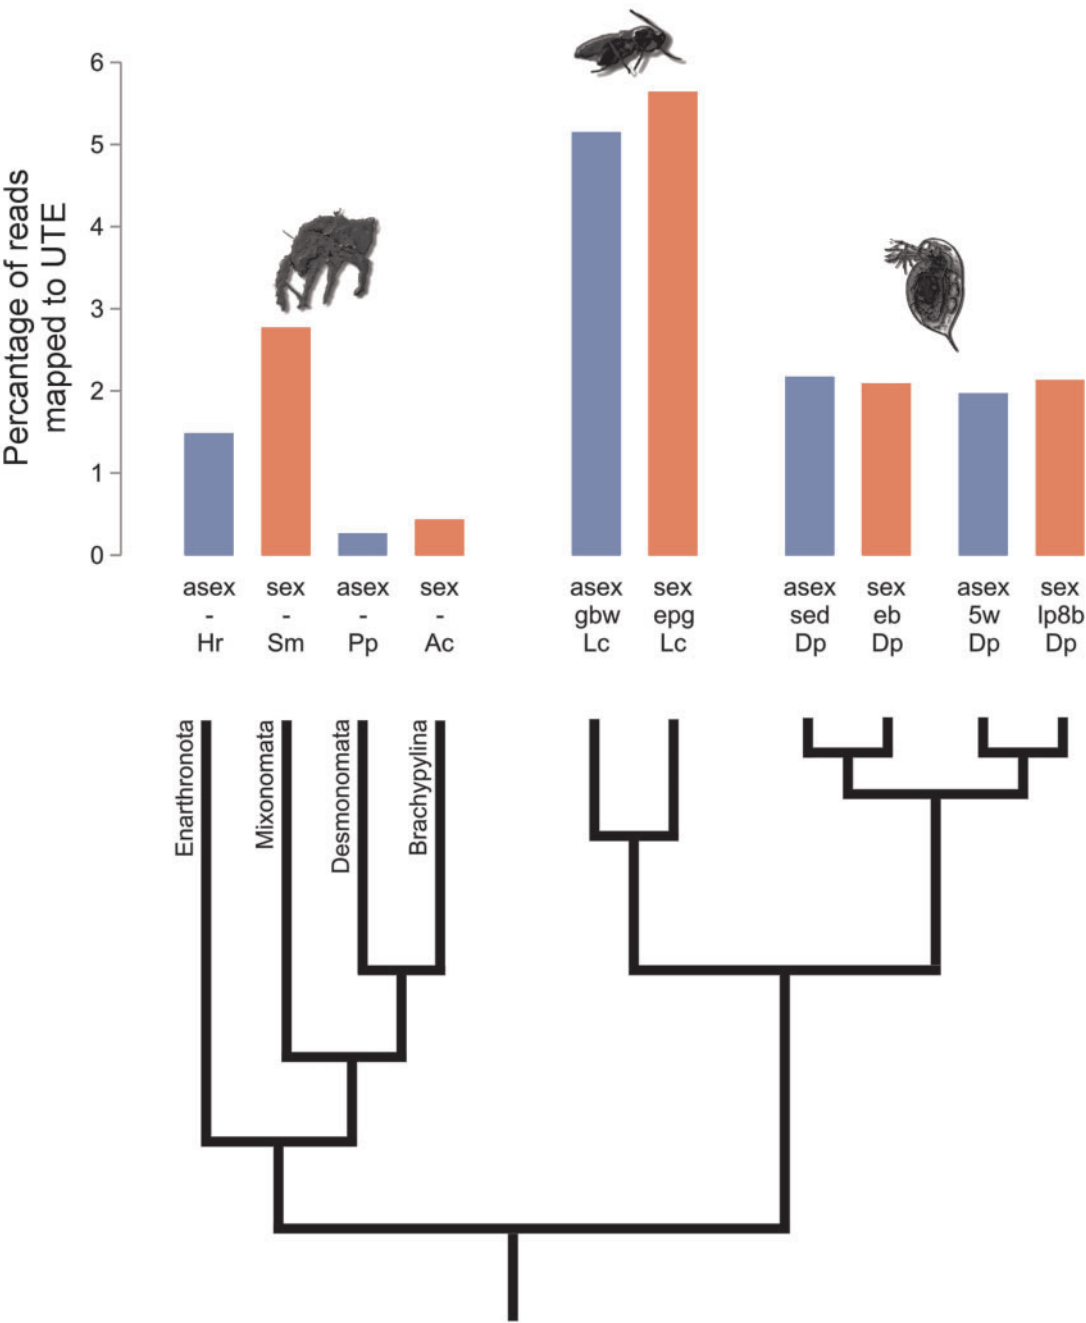 Percantage of reads
mapped to UTE
6
5
4
3
2
1
0
asex sex asex sex asex sex asex sex asex sex
- - - - gbw epg sed eb 5w lp8b
Hr Sm Pp Ac Lc Lc Dp Dp Dp Dp
Enarthronota
Mixonomata
Desmonomata
Brachypylina